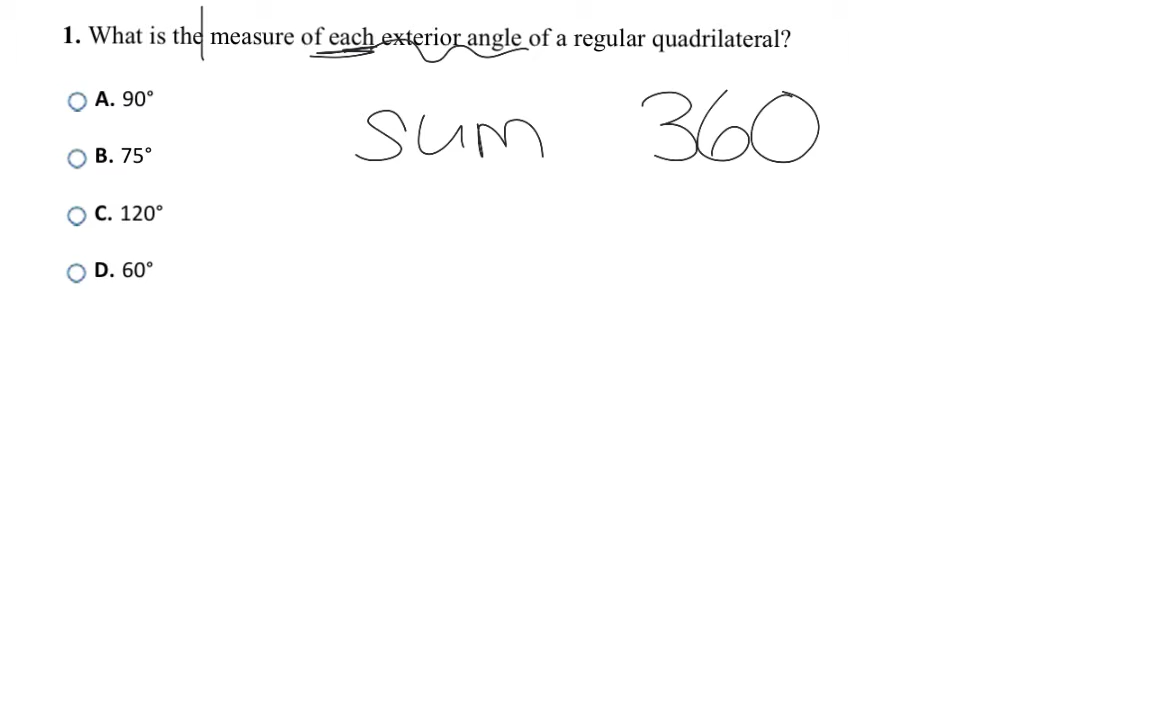 1. What is the measure of each exterior angle of a regular quadrilateral?
A. 90°
sum 360
B. 75°
C. 120°
D. 60°